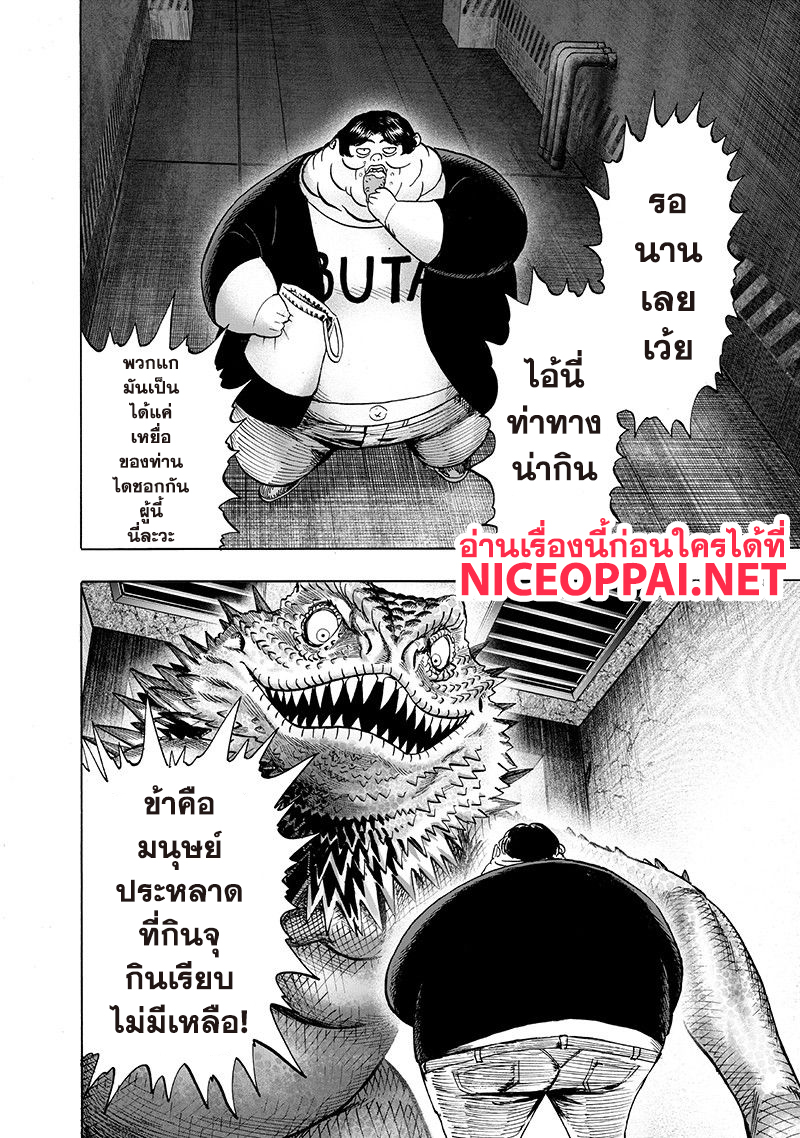 รอ
นาน
เลย
เว้ย
ไอ้นี่
ท่าทาง
น่ากิน
BUTA
พวกแก
มันเป็น
ได้แค่
เหยื่อ
ของท่าน
ไดชอกกัน
ผู้นี้
นี่ละวะ
อ่านเรื่องนี้ก่อนใครได้ที่
NICEOPPAI.NET
ข้าคือ
มนุษย์
ประหลาด
ที่กินจุ
กินเรียบ
ไม่มีเหลือ!